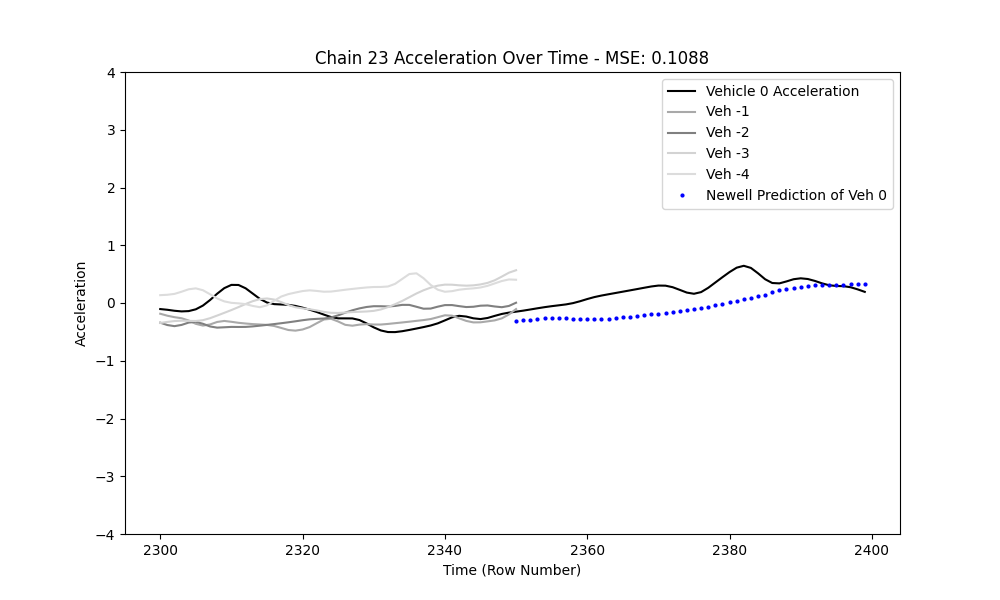 Chain 23 Acceleration Over Time - MSE: 0.1088
4
3
2
1
0
−1
−2
−3
−4
Acceleration
Vehicle 0 Acceleration
Veh -1
Veh -2
Veh -3
Veh -4
Newell Prediction of Veh 0
2300 2320 2340 2360 2380 2400
Time (Row Number)